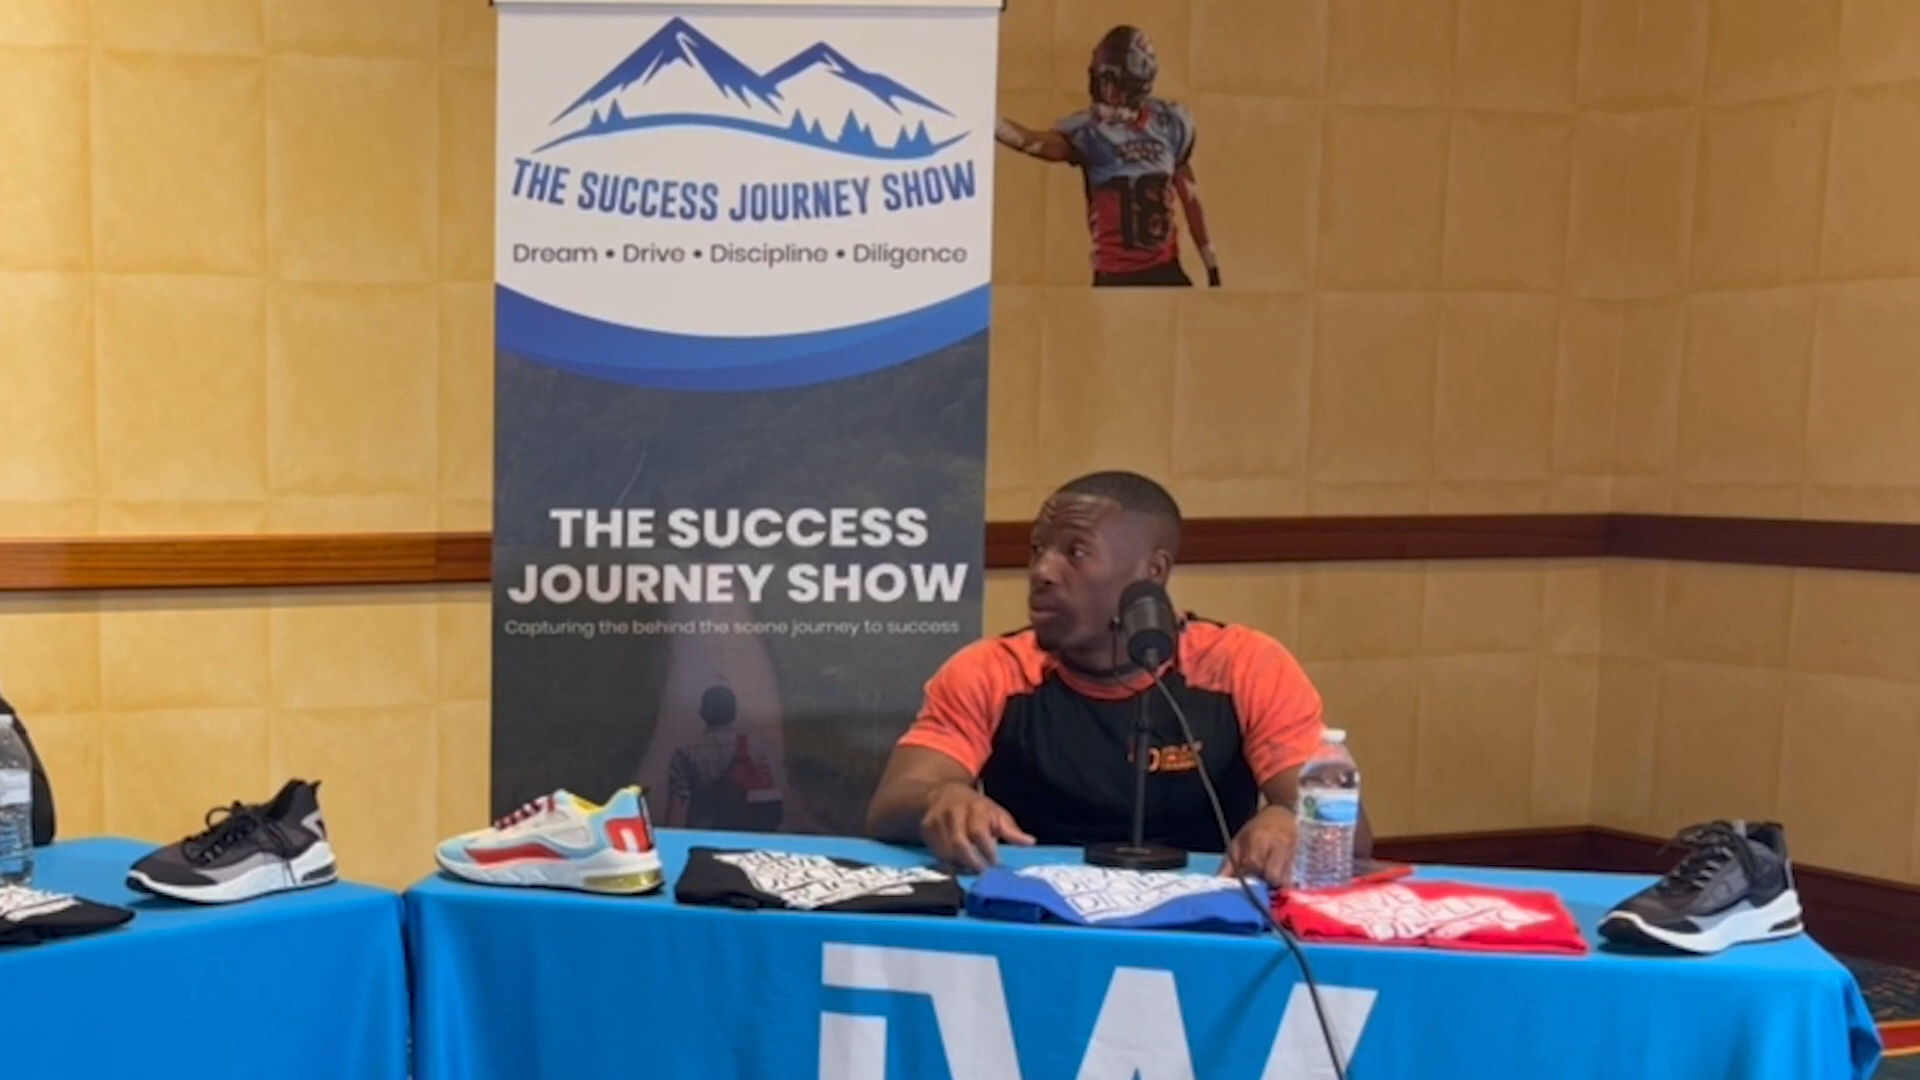 THE SUCCESS JOURNEY SHOW
Dream • Drive • Discipline • Diligence
THE SUCCESS
JOURNEY SHOW
Capturing the behind the scene journey to success
18